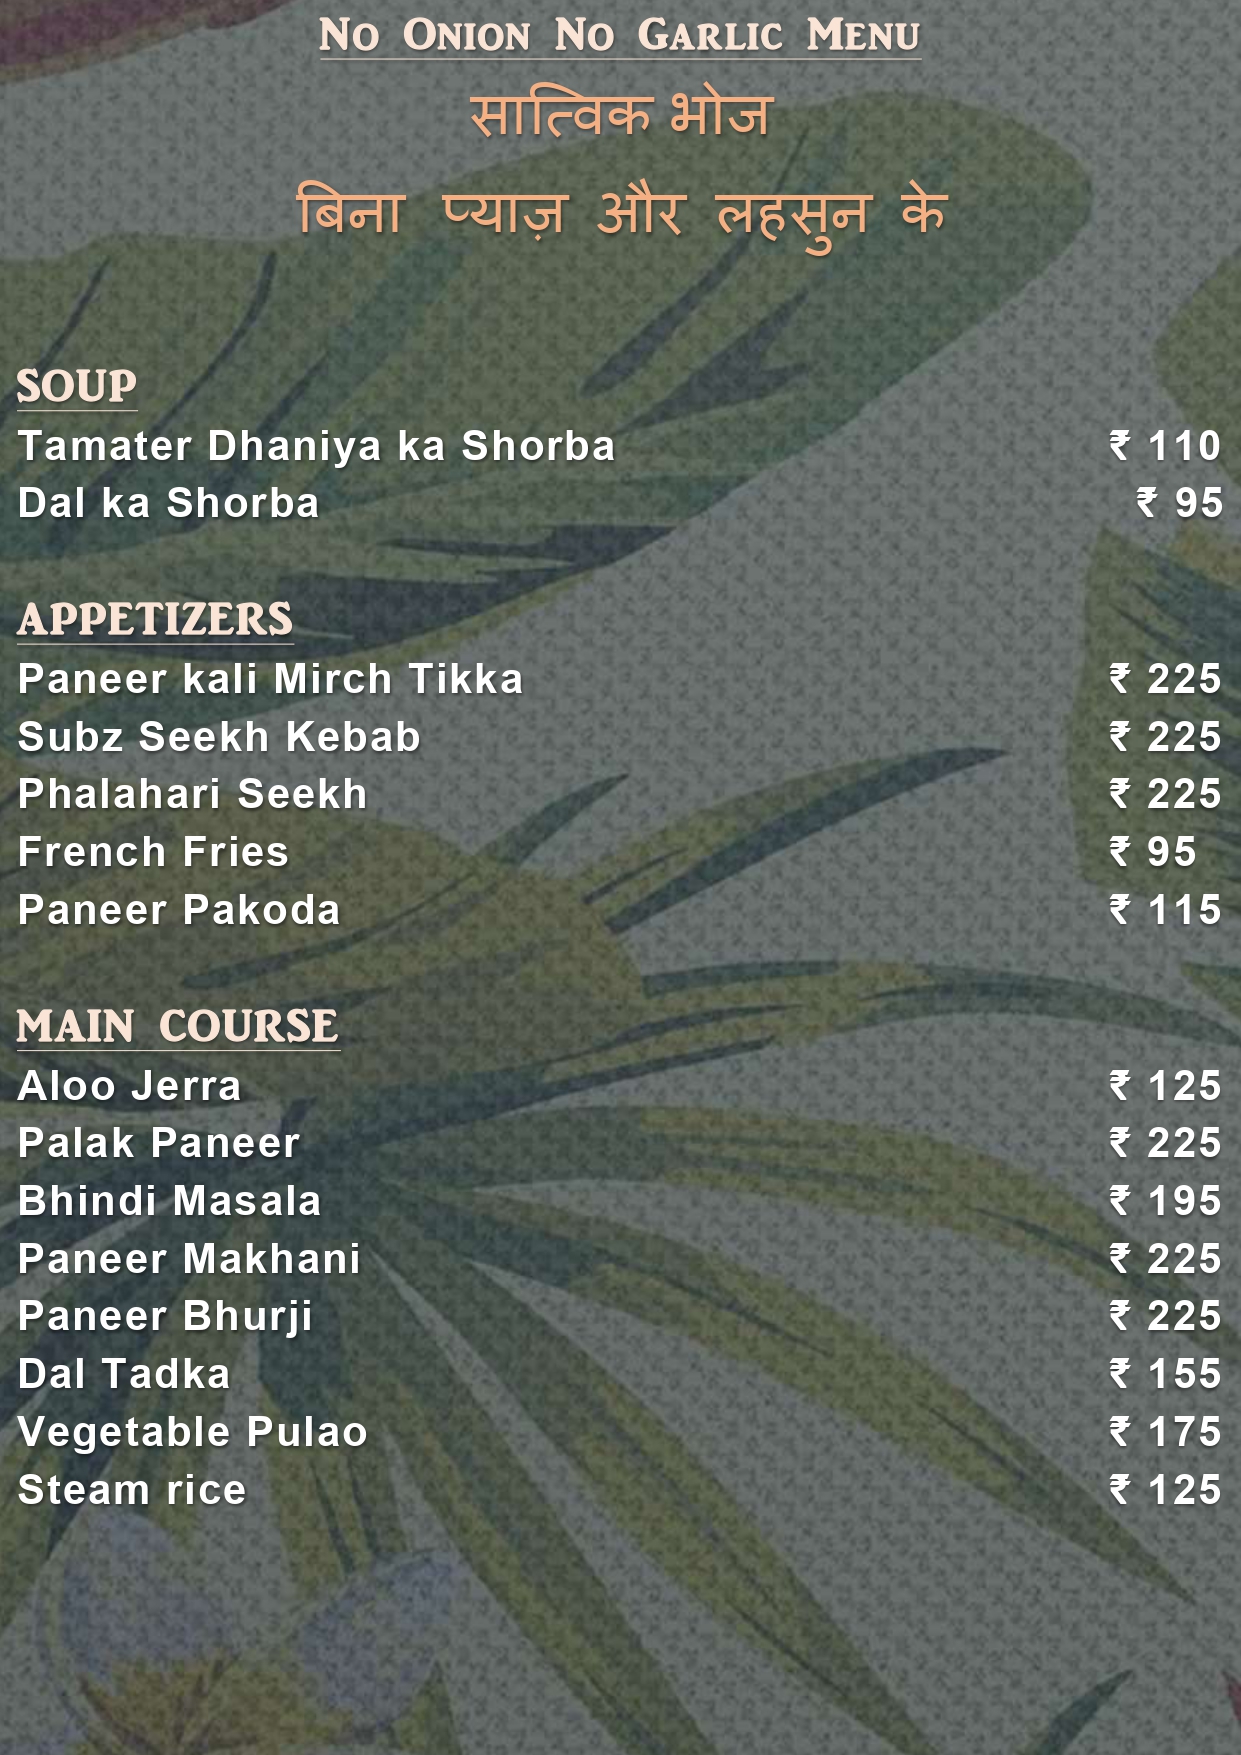 No Onion No Garlic Menu
सात्विक भोज
बिना प्याज़ और लहसुन के
SOUP
Tamater Dhaniya ka Shorba ₹ 110
Dal ka Shorba ₹ 95
APPETIZERS
Paneer kali Mirch Tikka ₹ 225
Subz Seekh Kebab ₹ 225
Phalahari Seekh ₹ 225
French Fries ₹ 95
Paneer Pakoda ₹ 115
MAIN COURSE
Aloo Jerra ₹ 125
Palak Paneer ₹ 225
Bhindi Masala ₹ 195
Paneer Makhani ₹ 225
Paneer Bhurji ₹ 225
Dal Tadka ₹ 155
Vegetable Pulao ₹ 175
Steam rice ₹ 125